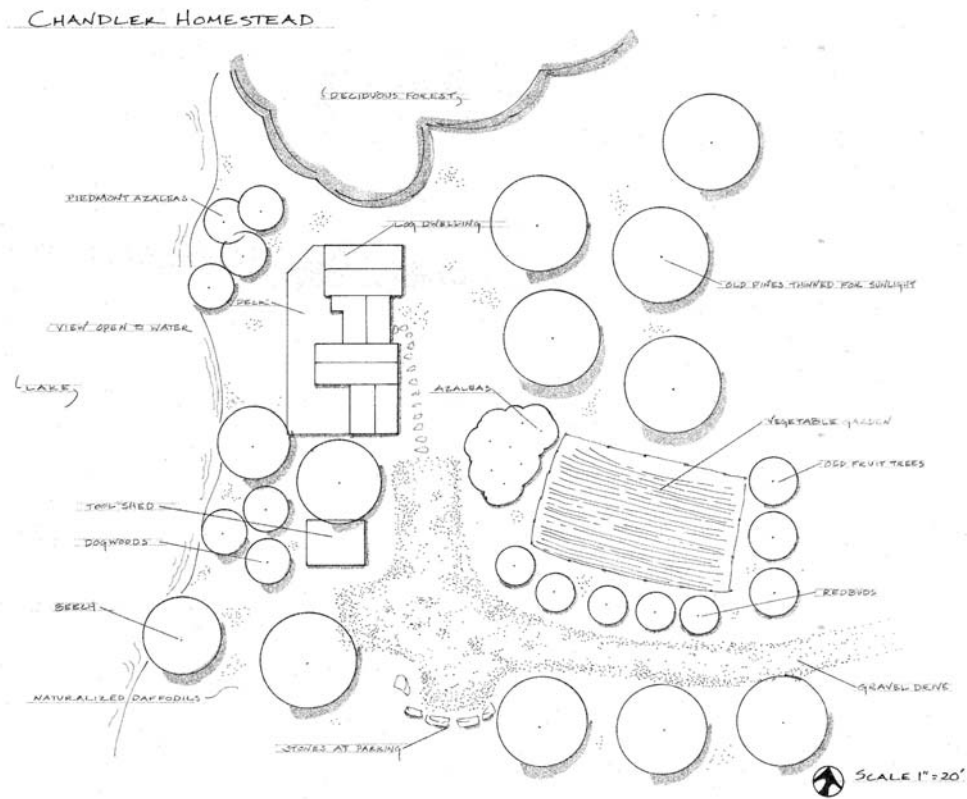 CHANDLER HOMESTEAD
DECIDUOUS FOREST
PIEDMONT AZALEAS
LOG DWELLING
OLD PINES THINNED FOR SUNLIGHT
DECK
VIEW OPEN TO WATER
LAKE
AZALEAS
VEGETABLE GARDEN
OLD FRUIT TREES
TOOL SHED
DOGWOODS
BEECH
REDBUDS
NATURALIZED DAFFODILS
GRAVEL DRIVE
STONES AT PARKING
SCALE 1"=20'